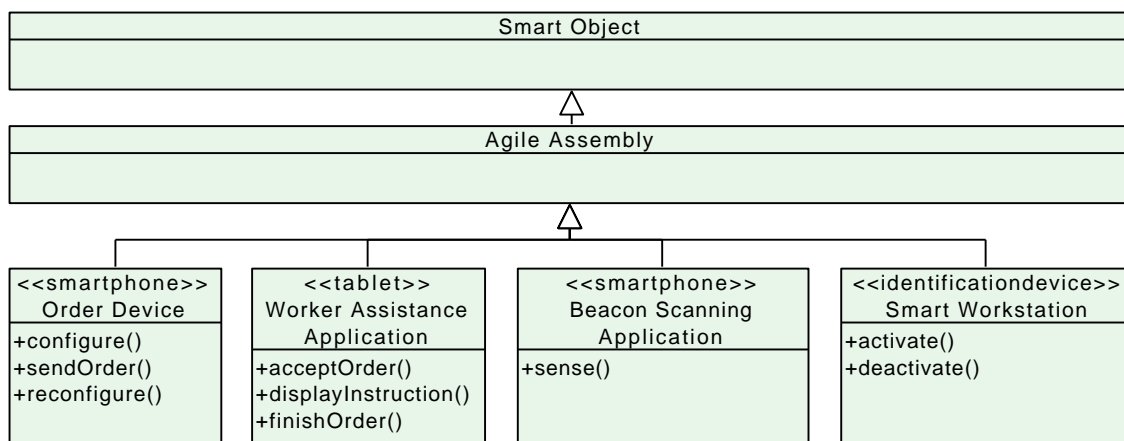 Smart Object
Agile Assembly
<<smartphone>>
Order Device
+configure()
+sendOrder()
+reconfigure()
<<tablet>>
Worker Assistance
Application
+acceptOrder()
+displayInstruction()
+finishOrder()
<<smartphone>>
Beacon Scanning
Application
+sense()
<<identificationdevice>>
Smart Workstation
+activate()
+deactivate()